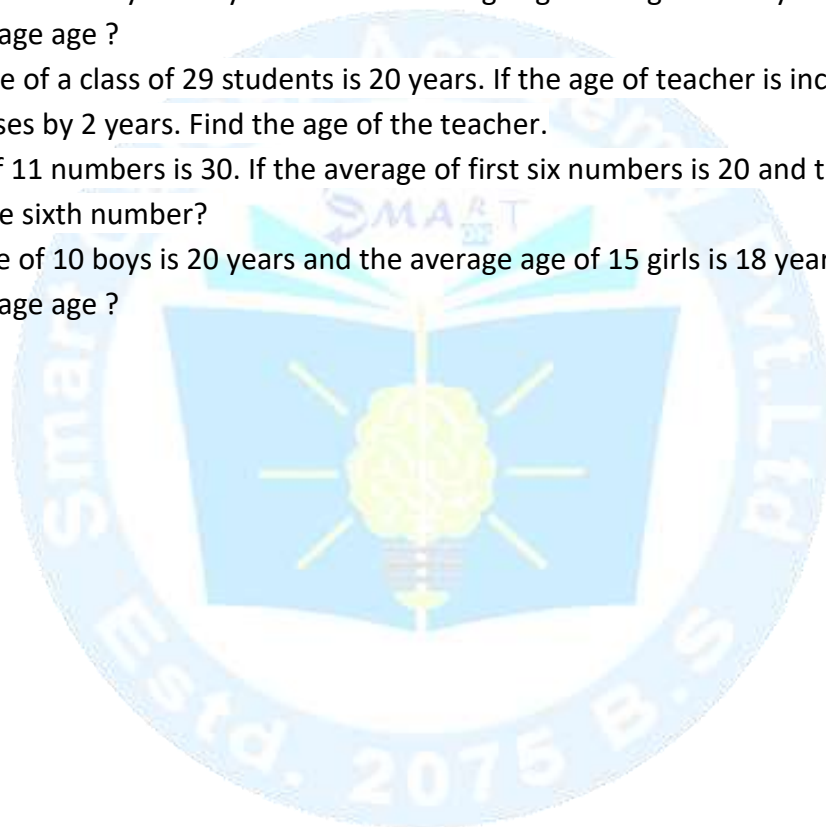 age age ?
e of a class of 29 students is 20 years. If the age of teacher is inc
ses by 2 years. Find the age of the teacher.
f 11 numbers is 30. If the average of first six numbers is 20 and t
e sixth number?
e of 10 boys is 20 years and the average age of 15 girls is 18 year
age age ?
SMART
Smart Pvt.Ltd
Estd. 2075 B.S